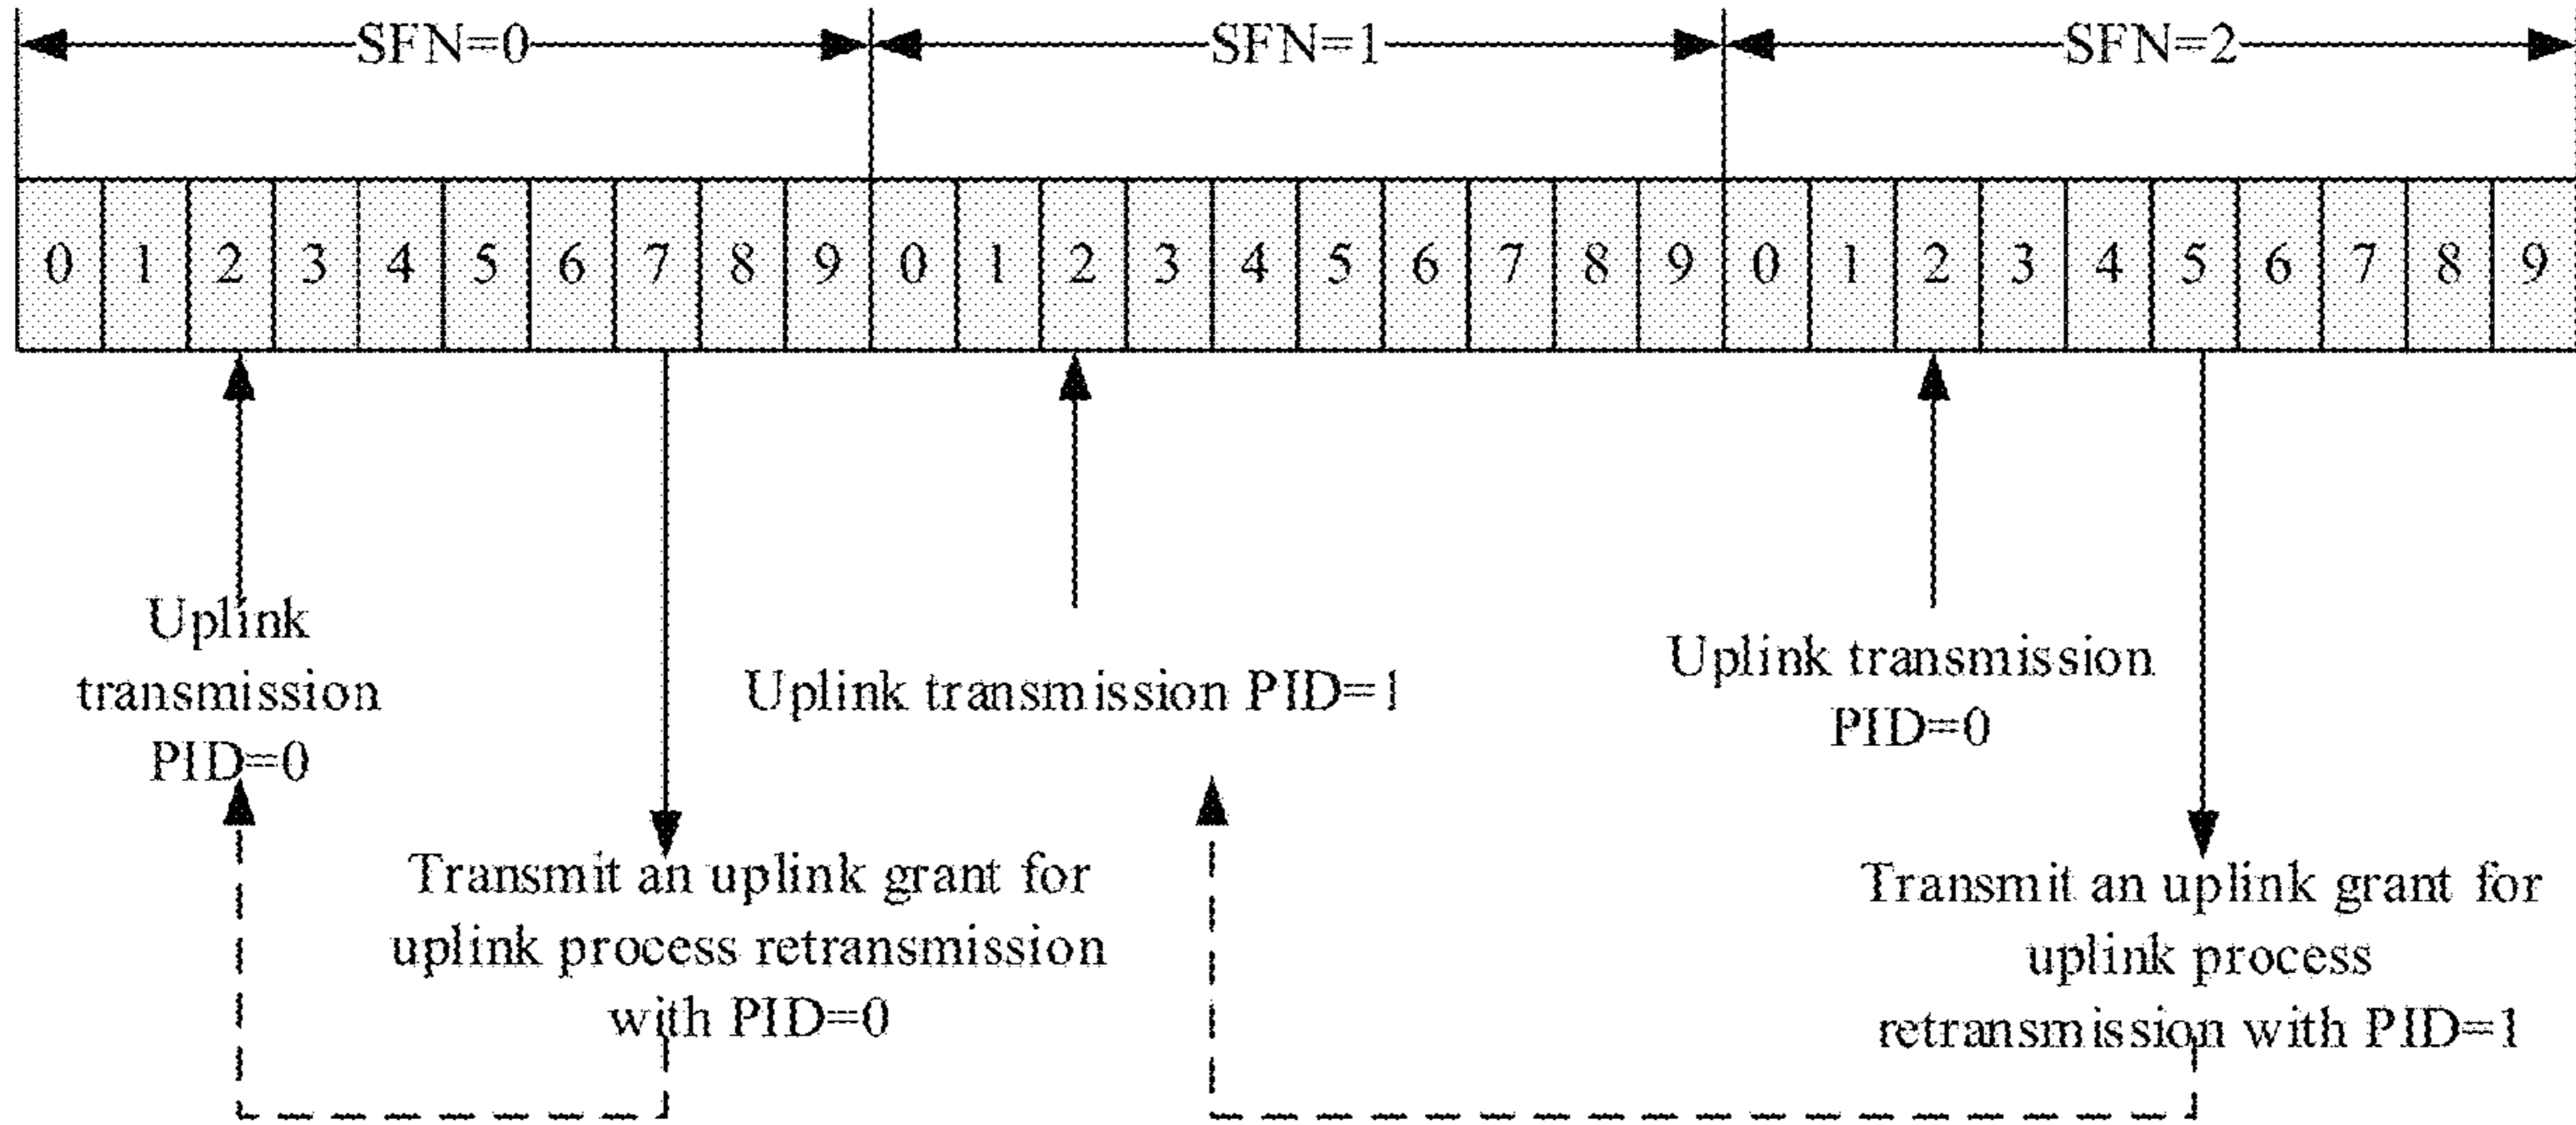 SFN=0 SFN=1 SFN=2
0 1 2 3 4 5 6 7 8 9 0 1 2 3 4 5 6 7 8 9 0 1 2 3 4 5 6 7 8 9
Uplink
transmission
PID=0
Uplink transmission PID=1
Uplink transmission
PID=0
Transmit an uplink grant for
uplink process retransmission
with PID=0
Transmit an uplink grant for
uplink process
retransmission with PID=1